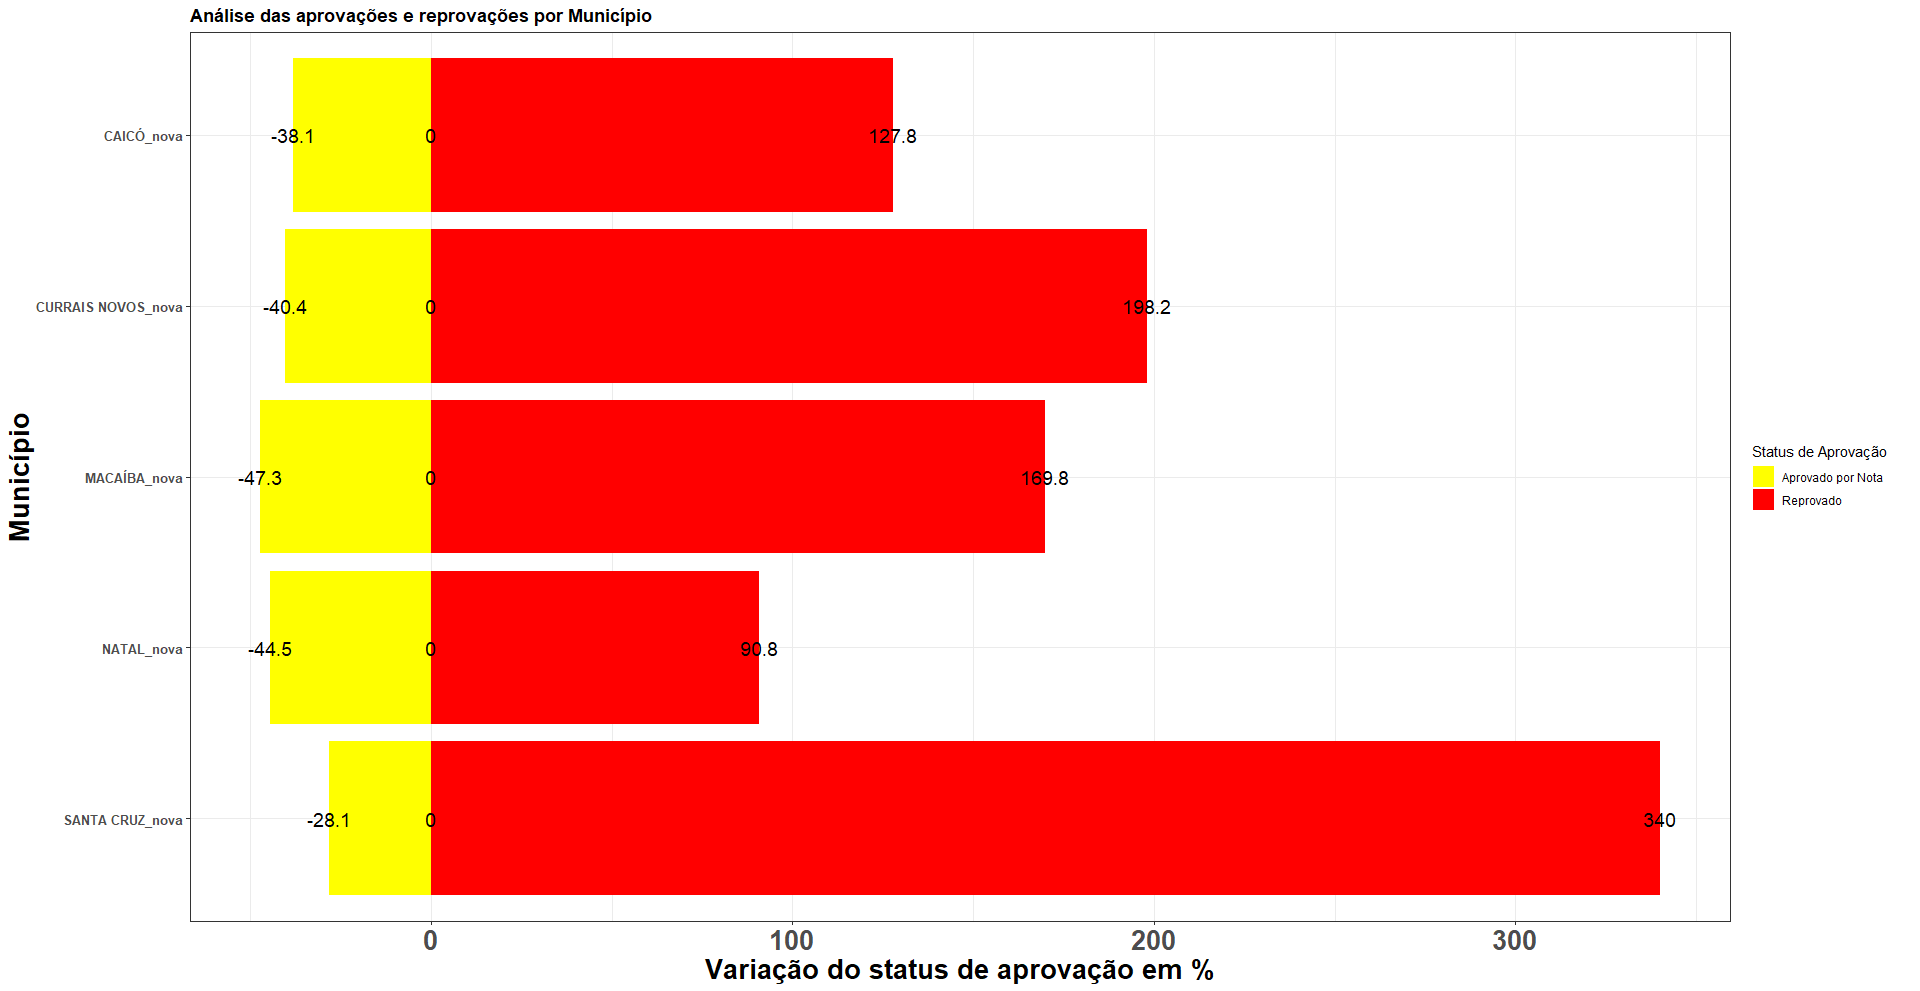 Análise das aprovações e reprovações por Município
Município
CAICÓ_nova
-38.1
0
127.8
CURRAIS NOVOS_nova
-40.4
0
198.2
MACAÍBA_nova
-47.3
0
169.8
NATAL_nova
-44.5
0
90.8
SANTA CRUZ_nova
-28.1
0
340
0
100
200
300
Variação do status de aprovação em %
Status de Aprovação
Aprovado por Nota
Reprovado